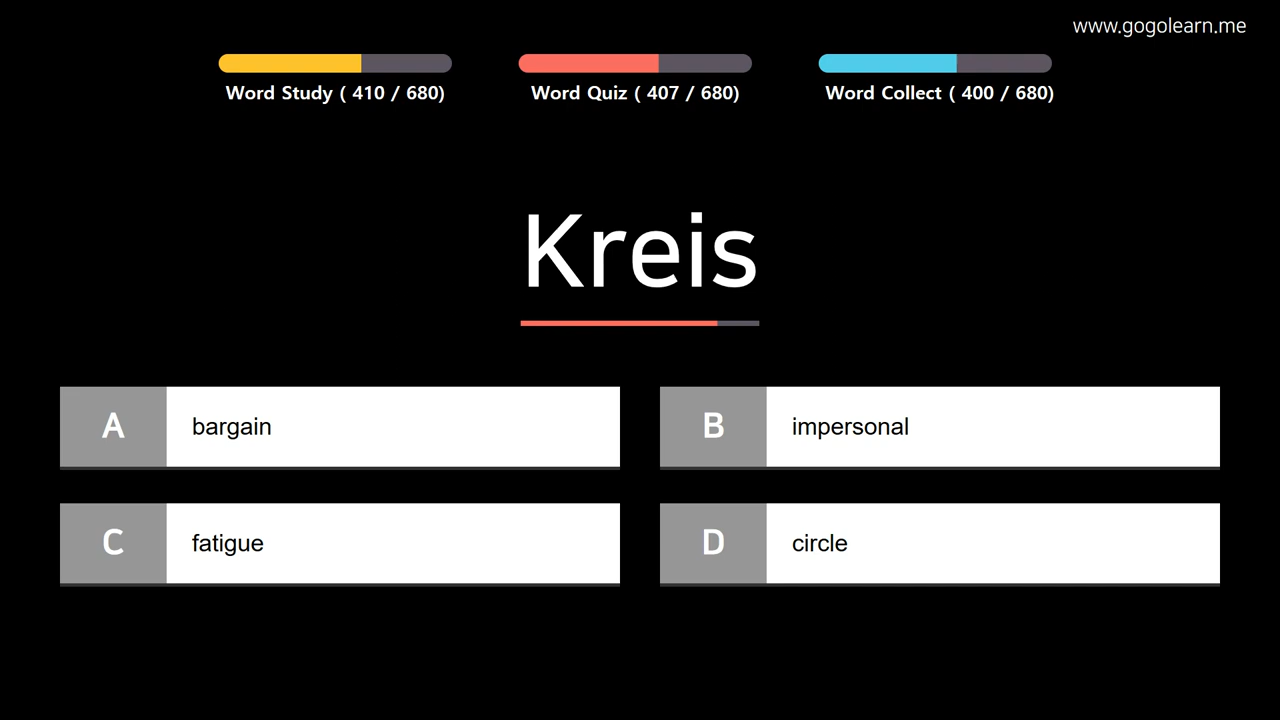 www.gogolearn.me
Word Study ( 410 / 680)
Word Quiz ( 407 / 680)
Word Collect ( 400 / 680)
Kreis
A bargain
B impersonal
C fatigue
D circle